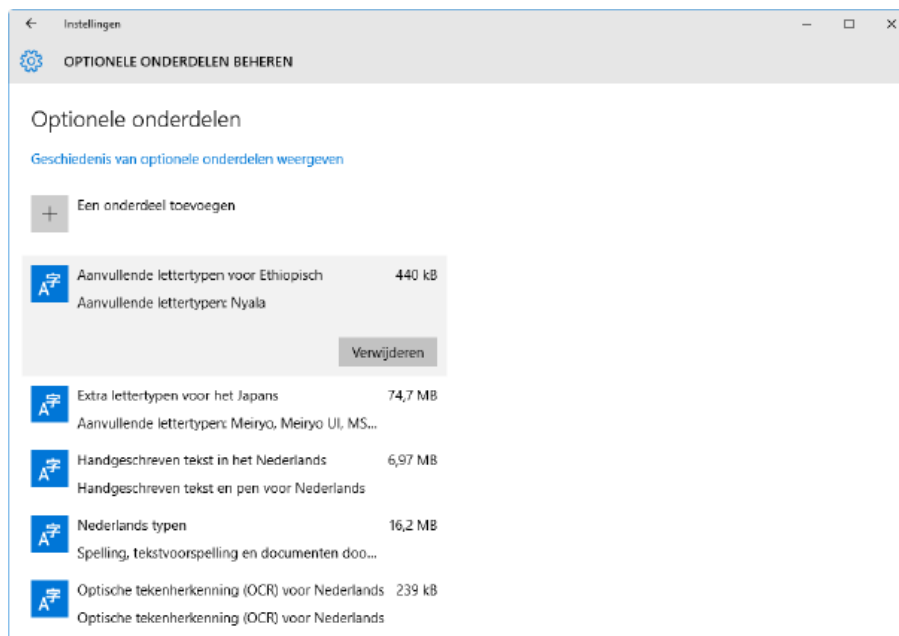 Instellingen
OPTIONELE ONDERDELEN BEHEREN
Optionele onderdelen
Geschiedenis van optionele onderdelen weergeven
Een onderdeel toevoegen
Aanvullende lettertypen voor Ethiopisch 440 kB
Aanvullende lettertypen: Nyala
Verwijderen
Extra lettertypen voor het Japans 74,7 MB
Aanvullende lettertypen: Meiryo, Meiryo UI, MS...
Handgeschreven tekst in het Nederlands 6,97 MB
Handgeschreven tekst en pen voor Nederlands
Nederlands typen 16,2 MB
Spelling, tekstvoorspelling en documenten doo...
Optische tekenherkenning (OCR) voor Nederlands 239 kB
Optische tekenherkenning (OCR) voor Nederlands